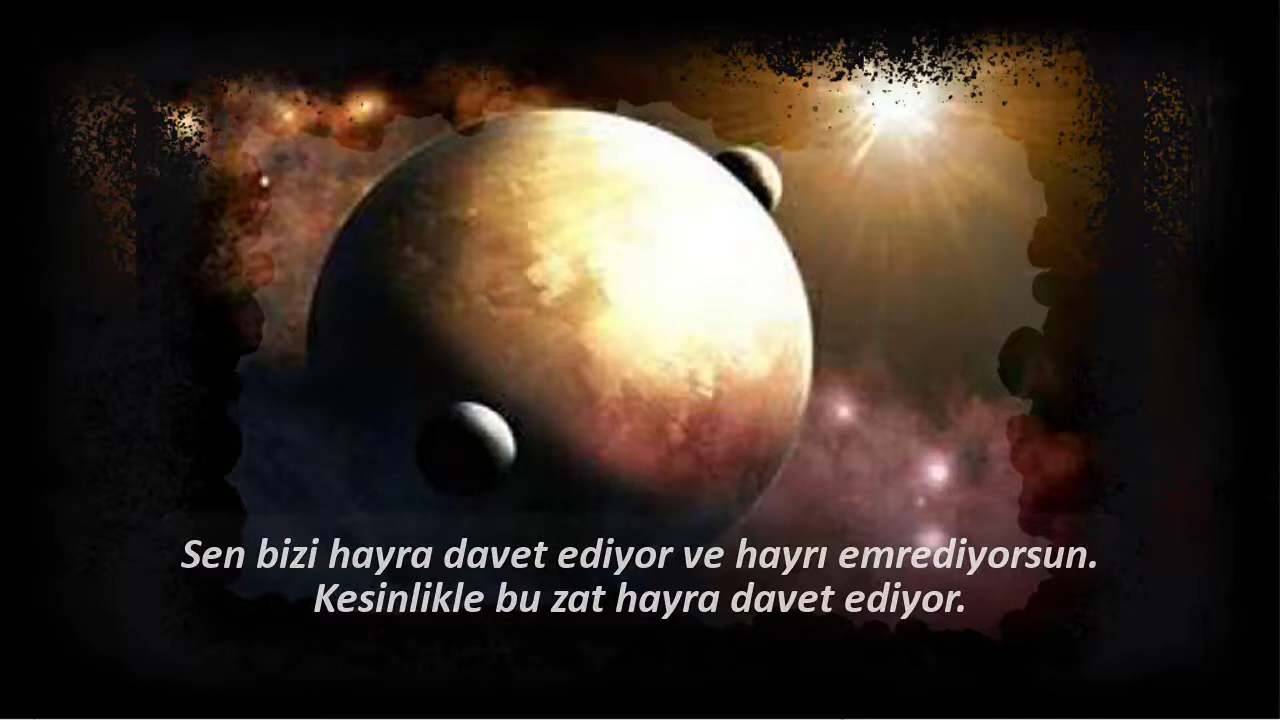 Sen bizi hayra davet ediyor ve hayrı emrediyorsun.
Kesinlikle bu zat hayra davet ediyor.